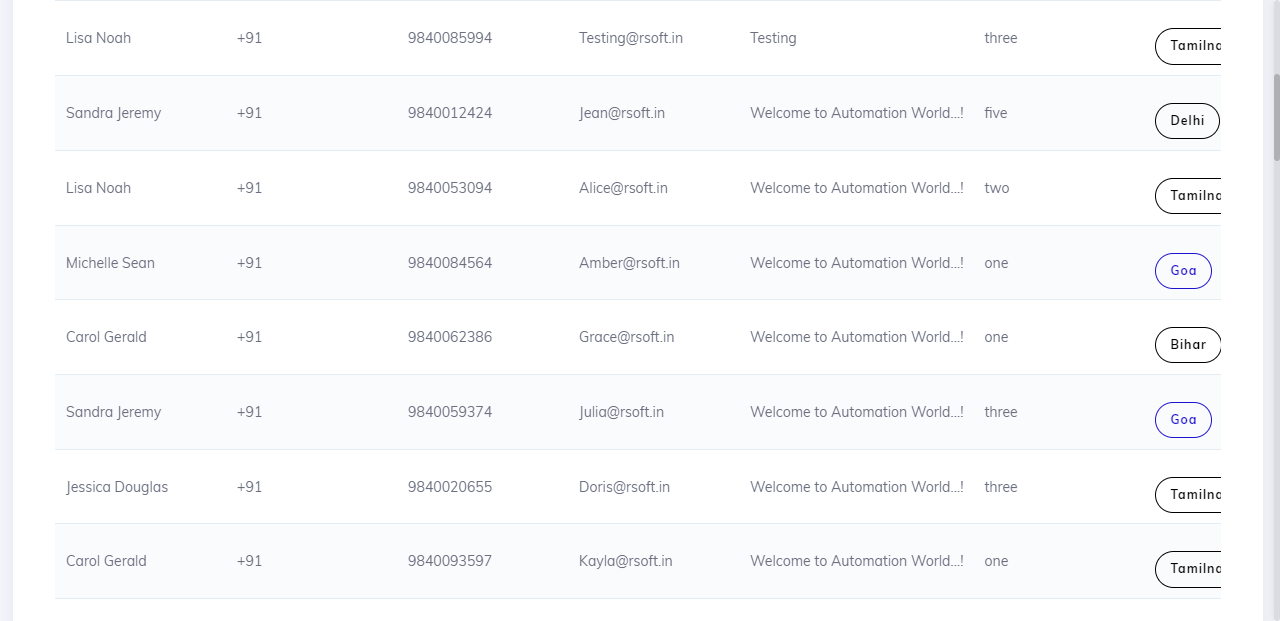 Lisa Noah +91 9840085994 Testing@rsoft.in Testing three Tamilna
Sandra Jeremy +91 9840012424 Jean@rsoft.in Welcome to Automation World...! five Delhi
Lisa Noah +91 9840053094 Alice@rsoft.in Welcome to Automation World...! two Tamilna
Michelle Sean +91 9840084564 Amber@rsoft.in Welcome to Automation World...! one Goa
Carol Gerald +91 9840062386 Grace@rsoft.in Welcome to Automation World...! one Bihar
Sandra Jeremy +91 9840059374 Julia@rsoft.in Welcome to Automation World...! three Goa
Jessica Douglas +91 9840020655 Doris@rsoft.in Welcome to Automation World...! three Tamilna
Carol Gerald +91 9840093597 Kayla@rsoft.in Welcome to Automation World...! one Tamilna